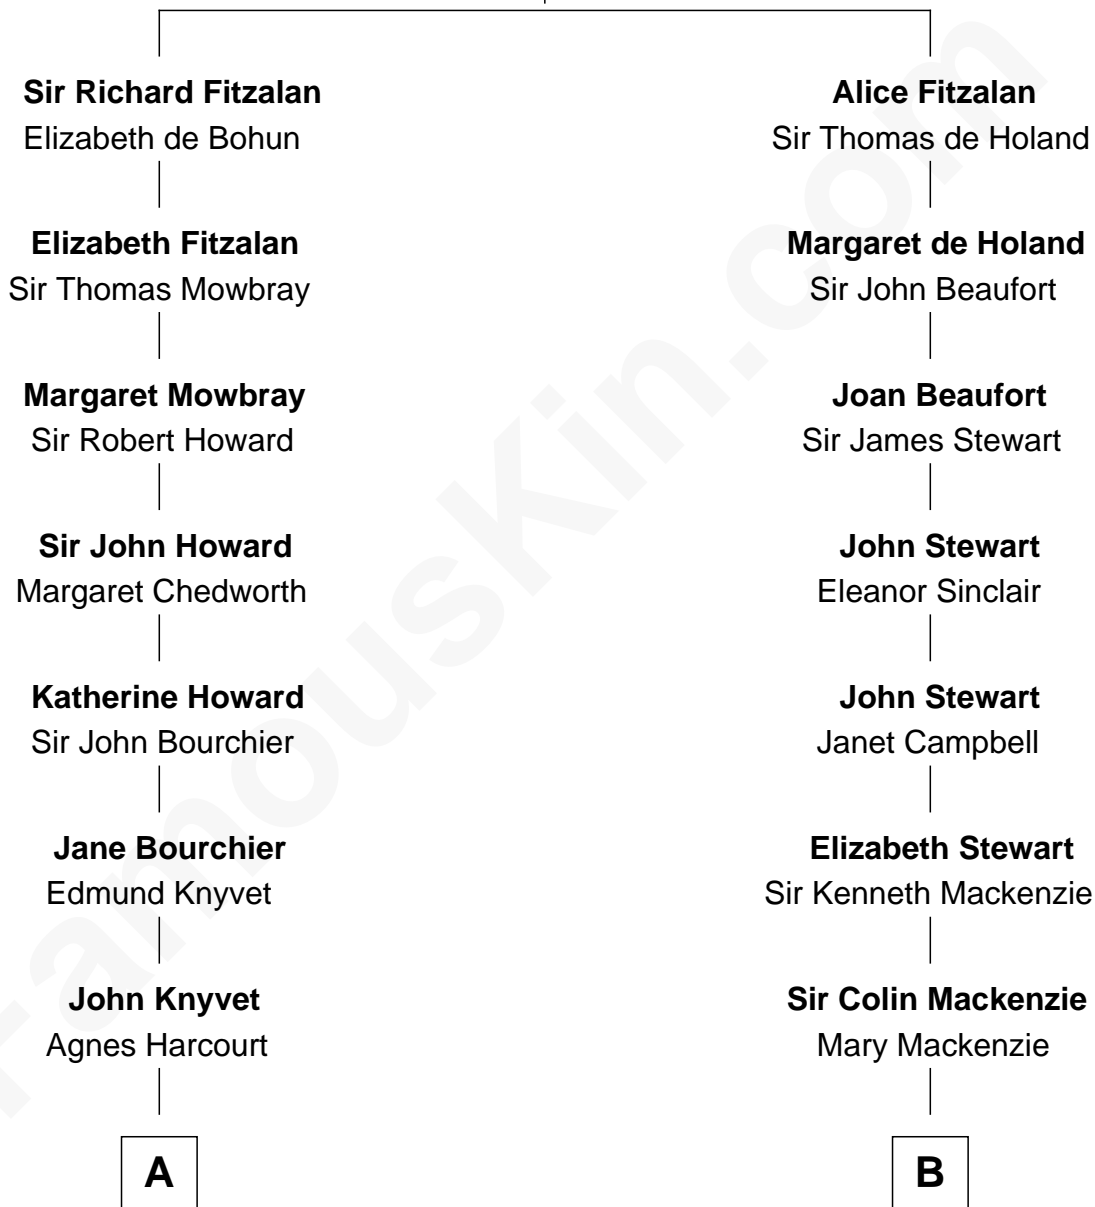 Sir Richard Fitzalan
Elizabeth de Bohun
Elizabeth Fitzalan
Sir Thomas Mowbray
Margaret Mowbray
Sir Robert Howard
Sir John Howard
Margaret Chedworth
Katherine Howard
Sir John Bourchier
Jane Bourchier
Edmund Knyvet
John Knyvet
Agnes Harcourt
A
Alice Fitzalan
Sir Thomas de Holand
Margaret de Holand
Sir John Beaufort
Joan Beaufort
Sir James Stewart
John Stewart
Eleanor Sinclair
John Stewart
Janet Campbell
Elizabeth Stewart
Sir Kenneth Mackenzie
Sir Colin Mackenzie
Mary Mackenzie
B
FamousKin.com